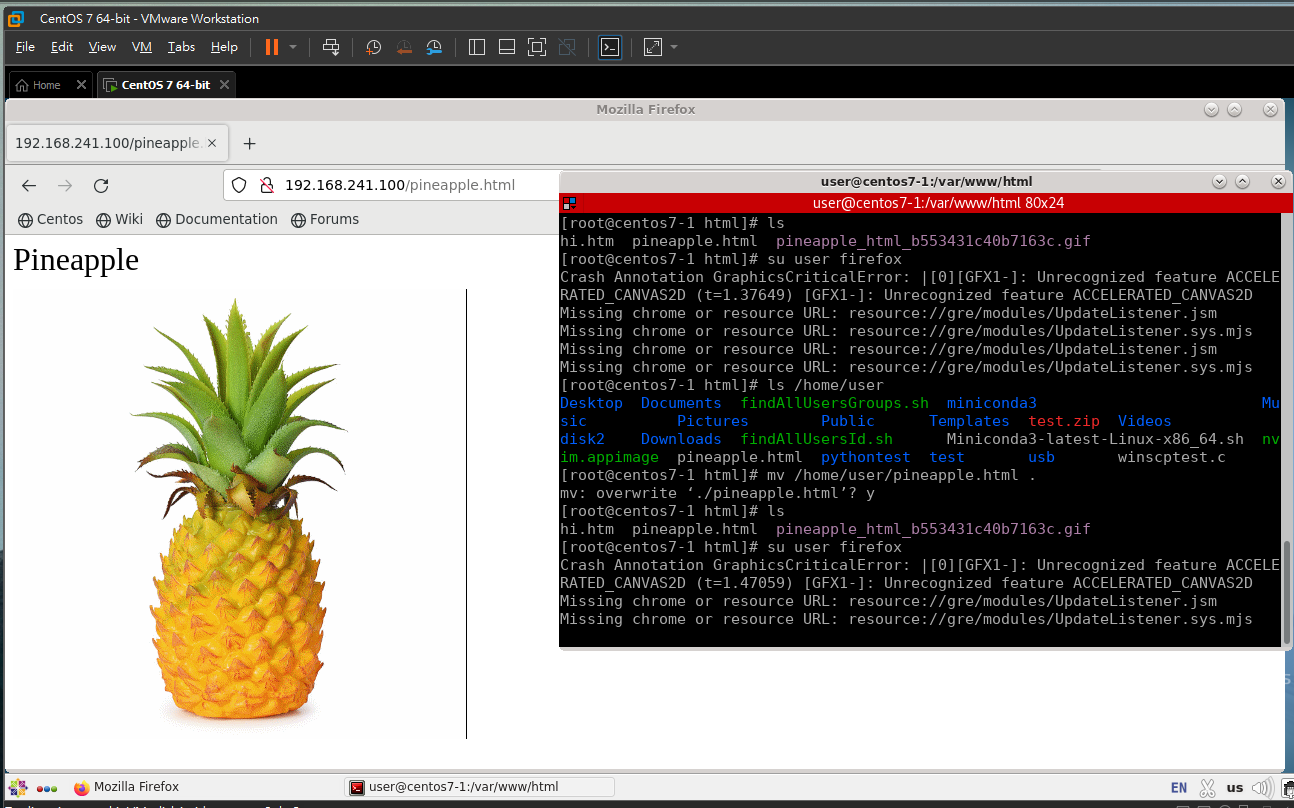 CentOS 7 64-bit - VMware Workstation
File Edit View VM Tabs Help
Home CentOS 7 64-bit
Mozilla Firefox
192.168.241.100/pineapple.
192.168.241.100/pineapple.html
Centos Wiki Documentation Forums
Pineapple
user@centos7-1:/var/www/html
user@centos7-1:/var/www/html 80x24
[root@centos7-1 html]# ls
hi.htm pineapple.html pineapple_html_b553431c40b7163c.gif
[root@centos7-1 html]# su user firefox
Crash Annotation GraphicsCriticalError: |[0][GFX1-]: Unrecognized feature ACCELE
RATED_CANVAS2D (t=1.37649) [GFX1-]: Unrecognized feature ACCELERATED_CANVAS2D
Missing chrome or resource URL: resource://gre/modules/UpdateListener.jsm
Missing chrome or resource URL: resource://gre/modules/UpdateListener.sys.mjs
Missing chrome or resource URL: resource://gre/modules/UpdateListener.jsm
Missing chrome or resource URL: resource://gre/modules/UpdateListener.sys.mjs
[root@centos7-1 html]# ls /home/user
Desktop Documents findAllUsersGroups.sh miniconda3 Mu
sic Pictures Public Templates test.zip Videos
disk2 Downloads findAllUsersId.sh Miniconda3-latest-Linux-x86_64.sh nv
im.appimage pineapple.html pythontest test usb winscptest.c
[root@centos7-1 html]# mv /home/user/pineapple.html .
mv: overwrite ‘./pineapple.html’? y
[root@centos7-1 html]# ls
hi.htm pineapple.html pineapple_html_b553431c40b7163c.gif
[root@centos7-1 html]# su user firefox
Crash Annotation GraphicsCriticalError: |[0][GFX1-]: Unrecognized feature ACCELE
RATED_CANVAS2D (t=1.47059) [GFX1-]: Unrecognized feature ACCELERATED_CANVAS2D
Missing chrome or resource URL: resource://gre/modules/UpdateListener.jsm
Missing chrome or resource URL: resource://gre/modules/UpdateListener.sys.mjs
Mozilla Firefox user@centos7-1:/var/www/html EN us